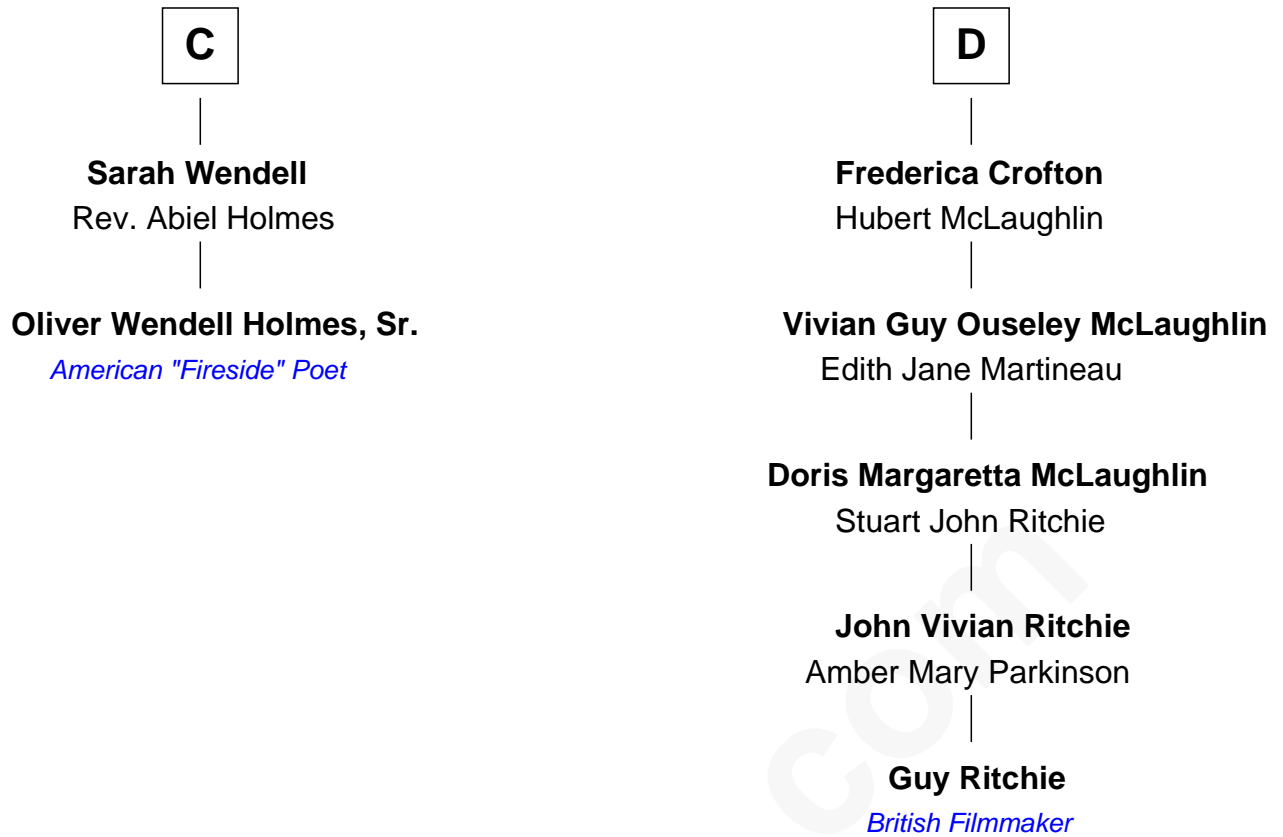 C
Sarah Wendell
Rev. Abiel Holmes
Oliver Wendell Holmes, Sr.
American "Fireside" Poet
D
Frederica Crofton
Hubert McLaughlin
Vivian Guy Ouseley McLaughlin
Edith Jane Martineau
Doris Margaretta McLaughlin
Stuart John Ritchie
John Vivian Ritchie
Amber Mary Parkinson
Guy Ritchie
British Filmmaker
com